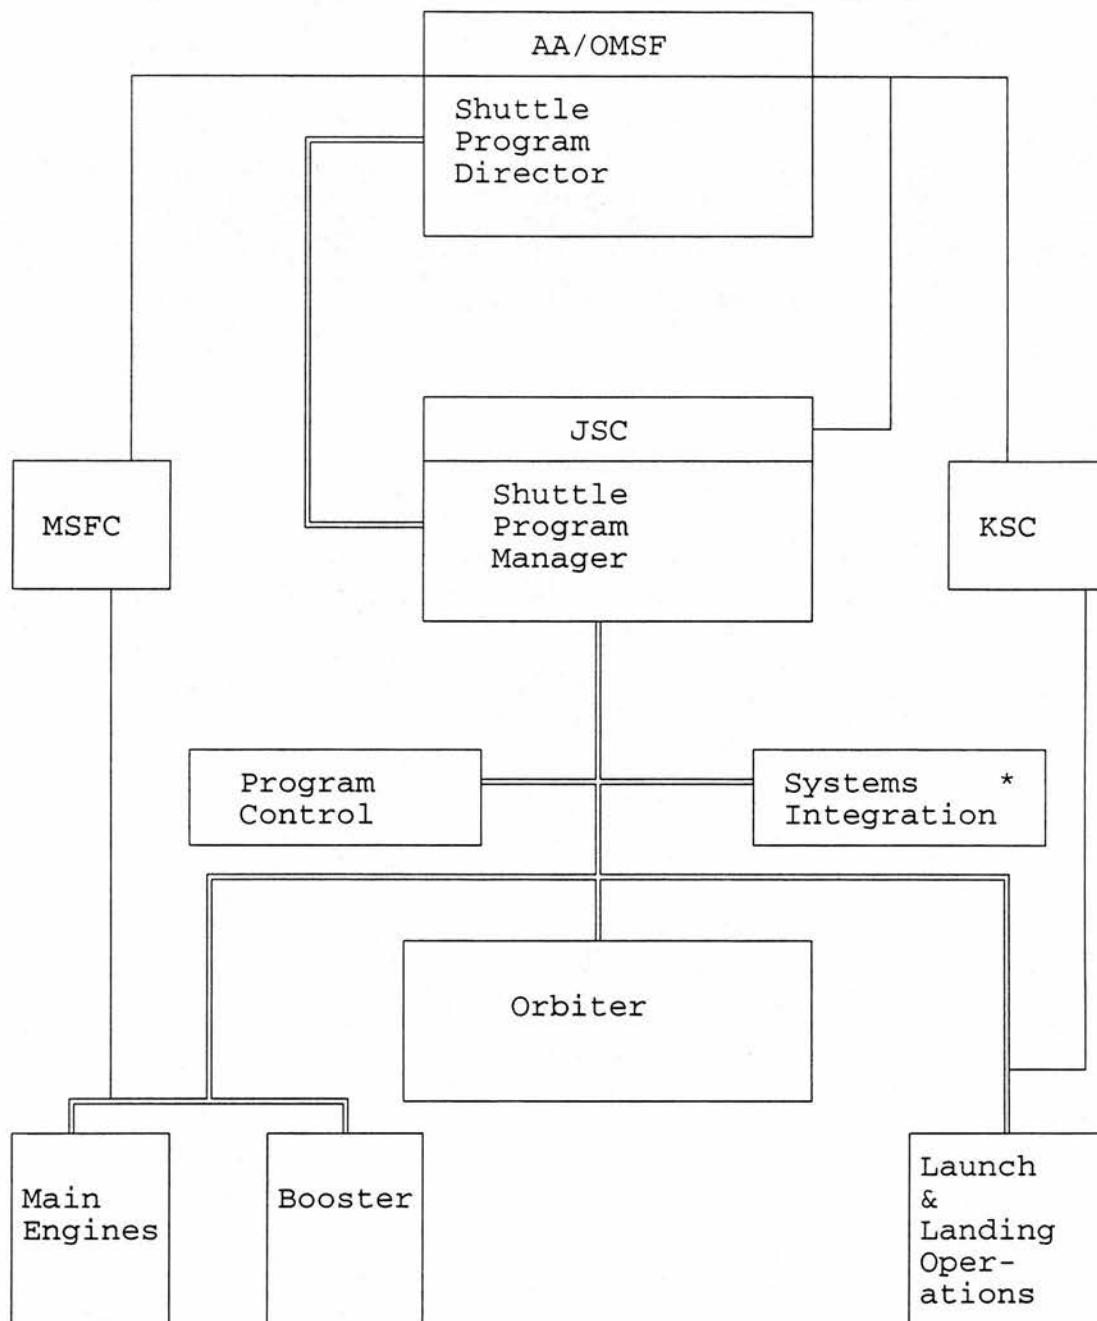 AA/OMSF
Shuttle
Program
Director
JSC
Shuttle
Program
Manager
MSFC
KSC
Program
Control
Systems *
Integration
Orbiter
Main
Engines
Booster
Launch
&
Landing
Oper-
ations